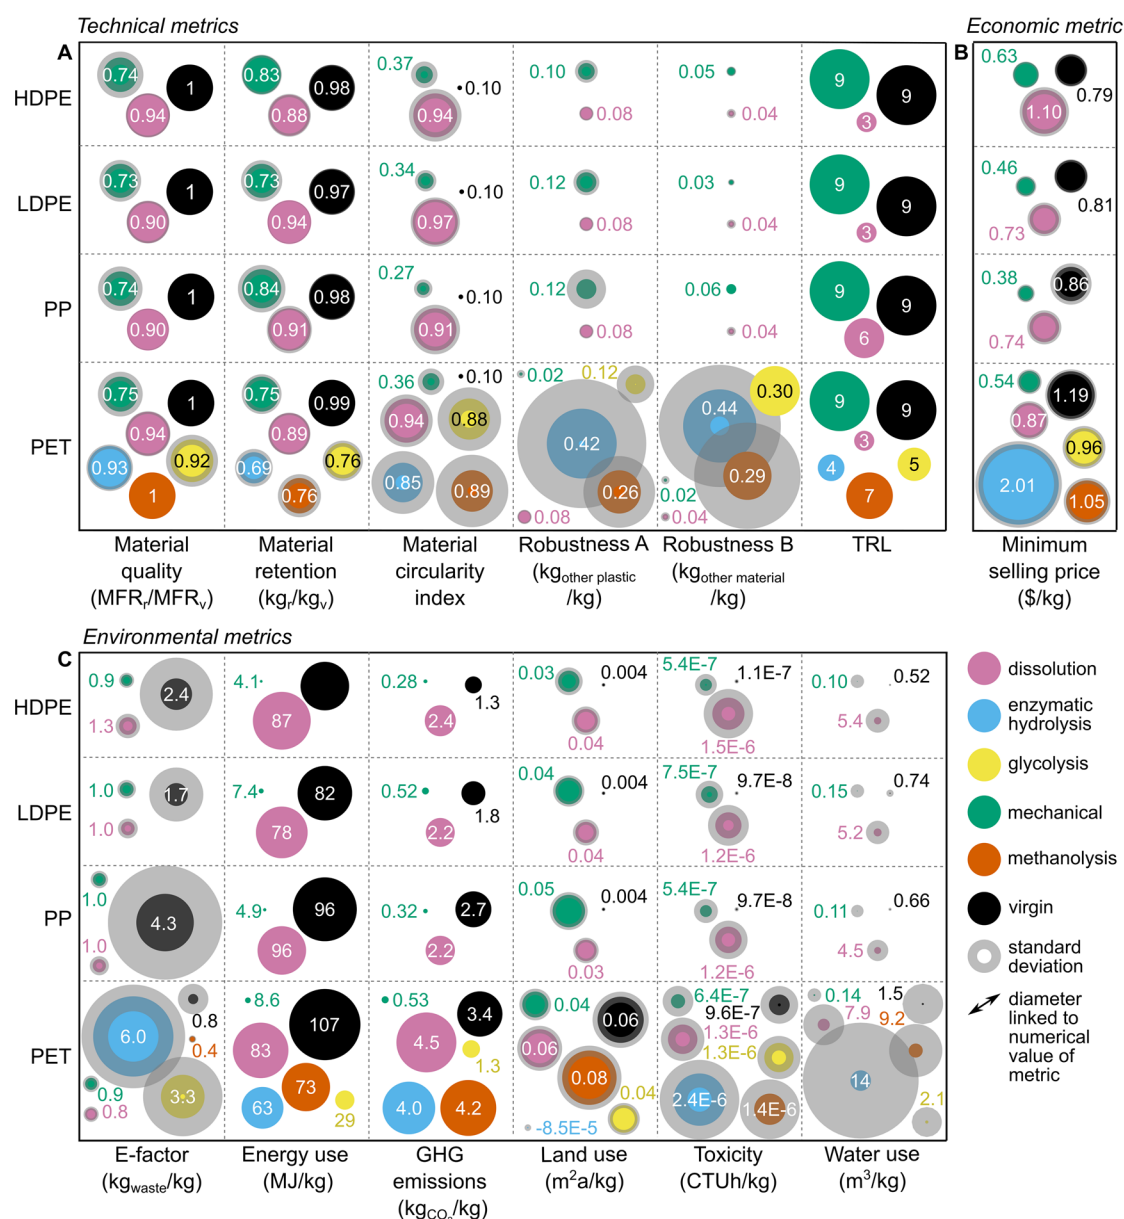 Technical metrics
Economic metric
A
B
HDPE
0.74
1
0.94
0.83
0.98
0.88
0.37
0.10
0.94
0.10
0.08
0.05
0.04
9
9
3
0.63
0.79
1.10
LDPE
0.73
1
0.90
0.73
0.97
0.94
0.34
0.10
0.97
0.12
0.08
0.03
0.04
9
9
3
0.46
0.81
0.73
PP
0.74
1
0.90
0.84
0.98
0.91
0.27
0.10
0.91
0.12
0.08
0.06
0.04
9
9
6
0.38
0.86
0.74
PET
0.75
1
0.94
0.93
0.92
1
0.75
0.99
0.89
0.69
0.76
0.76
0.36
0.10
0.94
0.88
0.85
0.89
0.02
0.12
0.42
0.26
0.08
0.30
0.44
0.29
0.02
0.04
9
9
3
4
5
7
0.54
1.19
0.87
0.96
2.01
1.05
Material
quality
(MFRr/MFRv)
Material
retention
(kgr/kgv)
Material
circularity
index
Robustness A
(kgother plastic
/kg)
Robustness B
(kgother material
/kg)
TRL
Minimum
selling price
($/kg)
Environmental metrics
C
HDPE
0.9
2.4
1.3
4.1
87
0.28
1.3
2.4
0.03
0.004
0.04
5.4E-7
1.1E-7
1.5E-6
0.10
0.52
5.4
LDPE
1.0
1.7
1.0
7.4
82
78
0.52
1.8
2.2
0.04
0.004
0.04
7.5E-7
9.7E-8
1.2E-6
0.15
0.74
5.2
PP
1.0
4.3
1.0
4.9
96
96
0.32
2.7
2.2
0.05
0.004
0.03
5.4E-7
9.7E-8
1.2E-6
0.11
0.66
4.5
PET
6.0
0.8
0.4
3.3
0.9
0.8
8.6
107
83
73
63
29
0.53
3.4
4.5
1.3
4.0
4.2
0.04
0.06
0.06
0.08
0.04
-8.5E-5
6.4E-7
9.6E-7
1.3E-6
1.3E-6
2.4E-6
1.4E-6
0.14
1.5
7.9
9.2
14
2.1
E-factor
(kgwaste/kg)
Energy use
(MJ/kg)
GHG
emissions
(kgCO2/kg)
Land use
(m²a/kg)
Toxicity
(CTUh/kg)
Water use
(m³/kg)
dissolution
enzymatic
hydrolysis
glycolysis
mechanical
methanolysis
virgin
standard
deviation
diameter
linked to
numerical
value of
metric